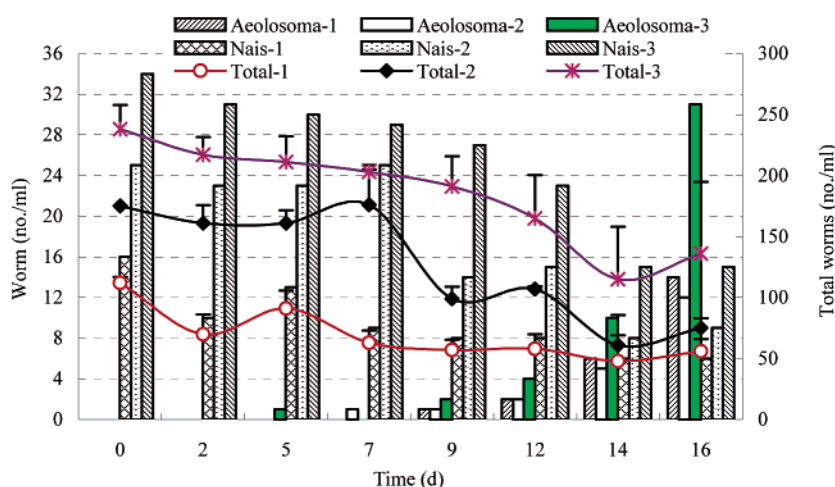 Aeolosoma-1 Aeolosoma-2 Aeolosoma-3
Nais-1 Nais-2 Nais-3
Total-1 Total-2 Total-3
36
32
28
24
20
16
12
8
4
0
Worm (no./ml)
300
250
200
150
100
50
0
Total worms (no./ml)
0 2 5 7 9 12 14 16
Time (d)